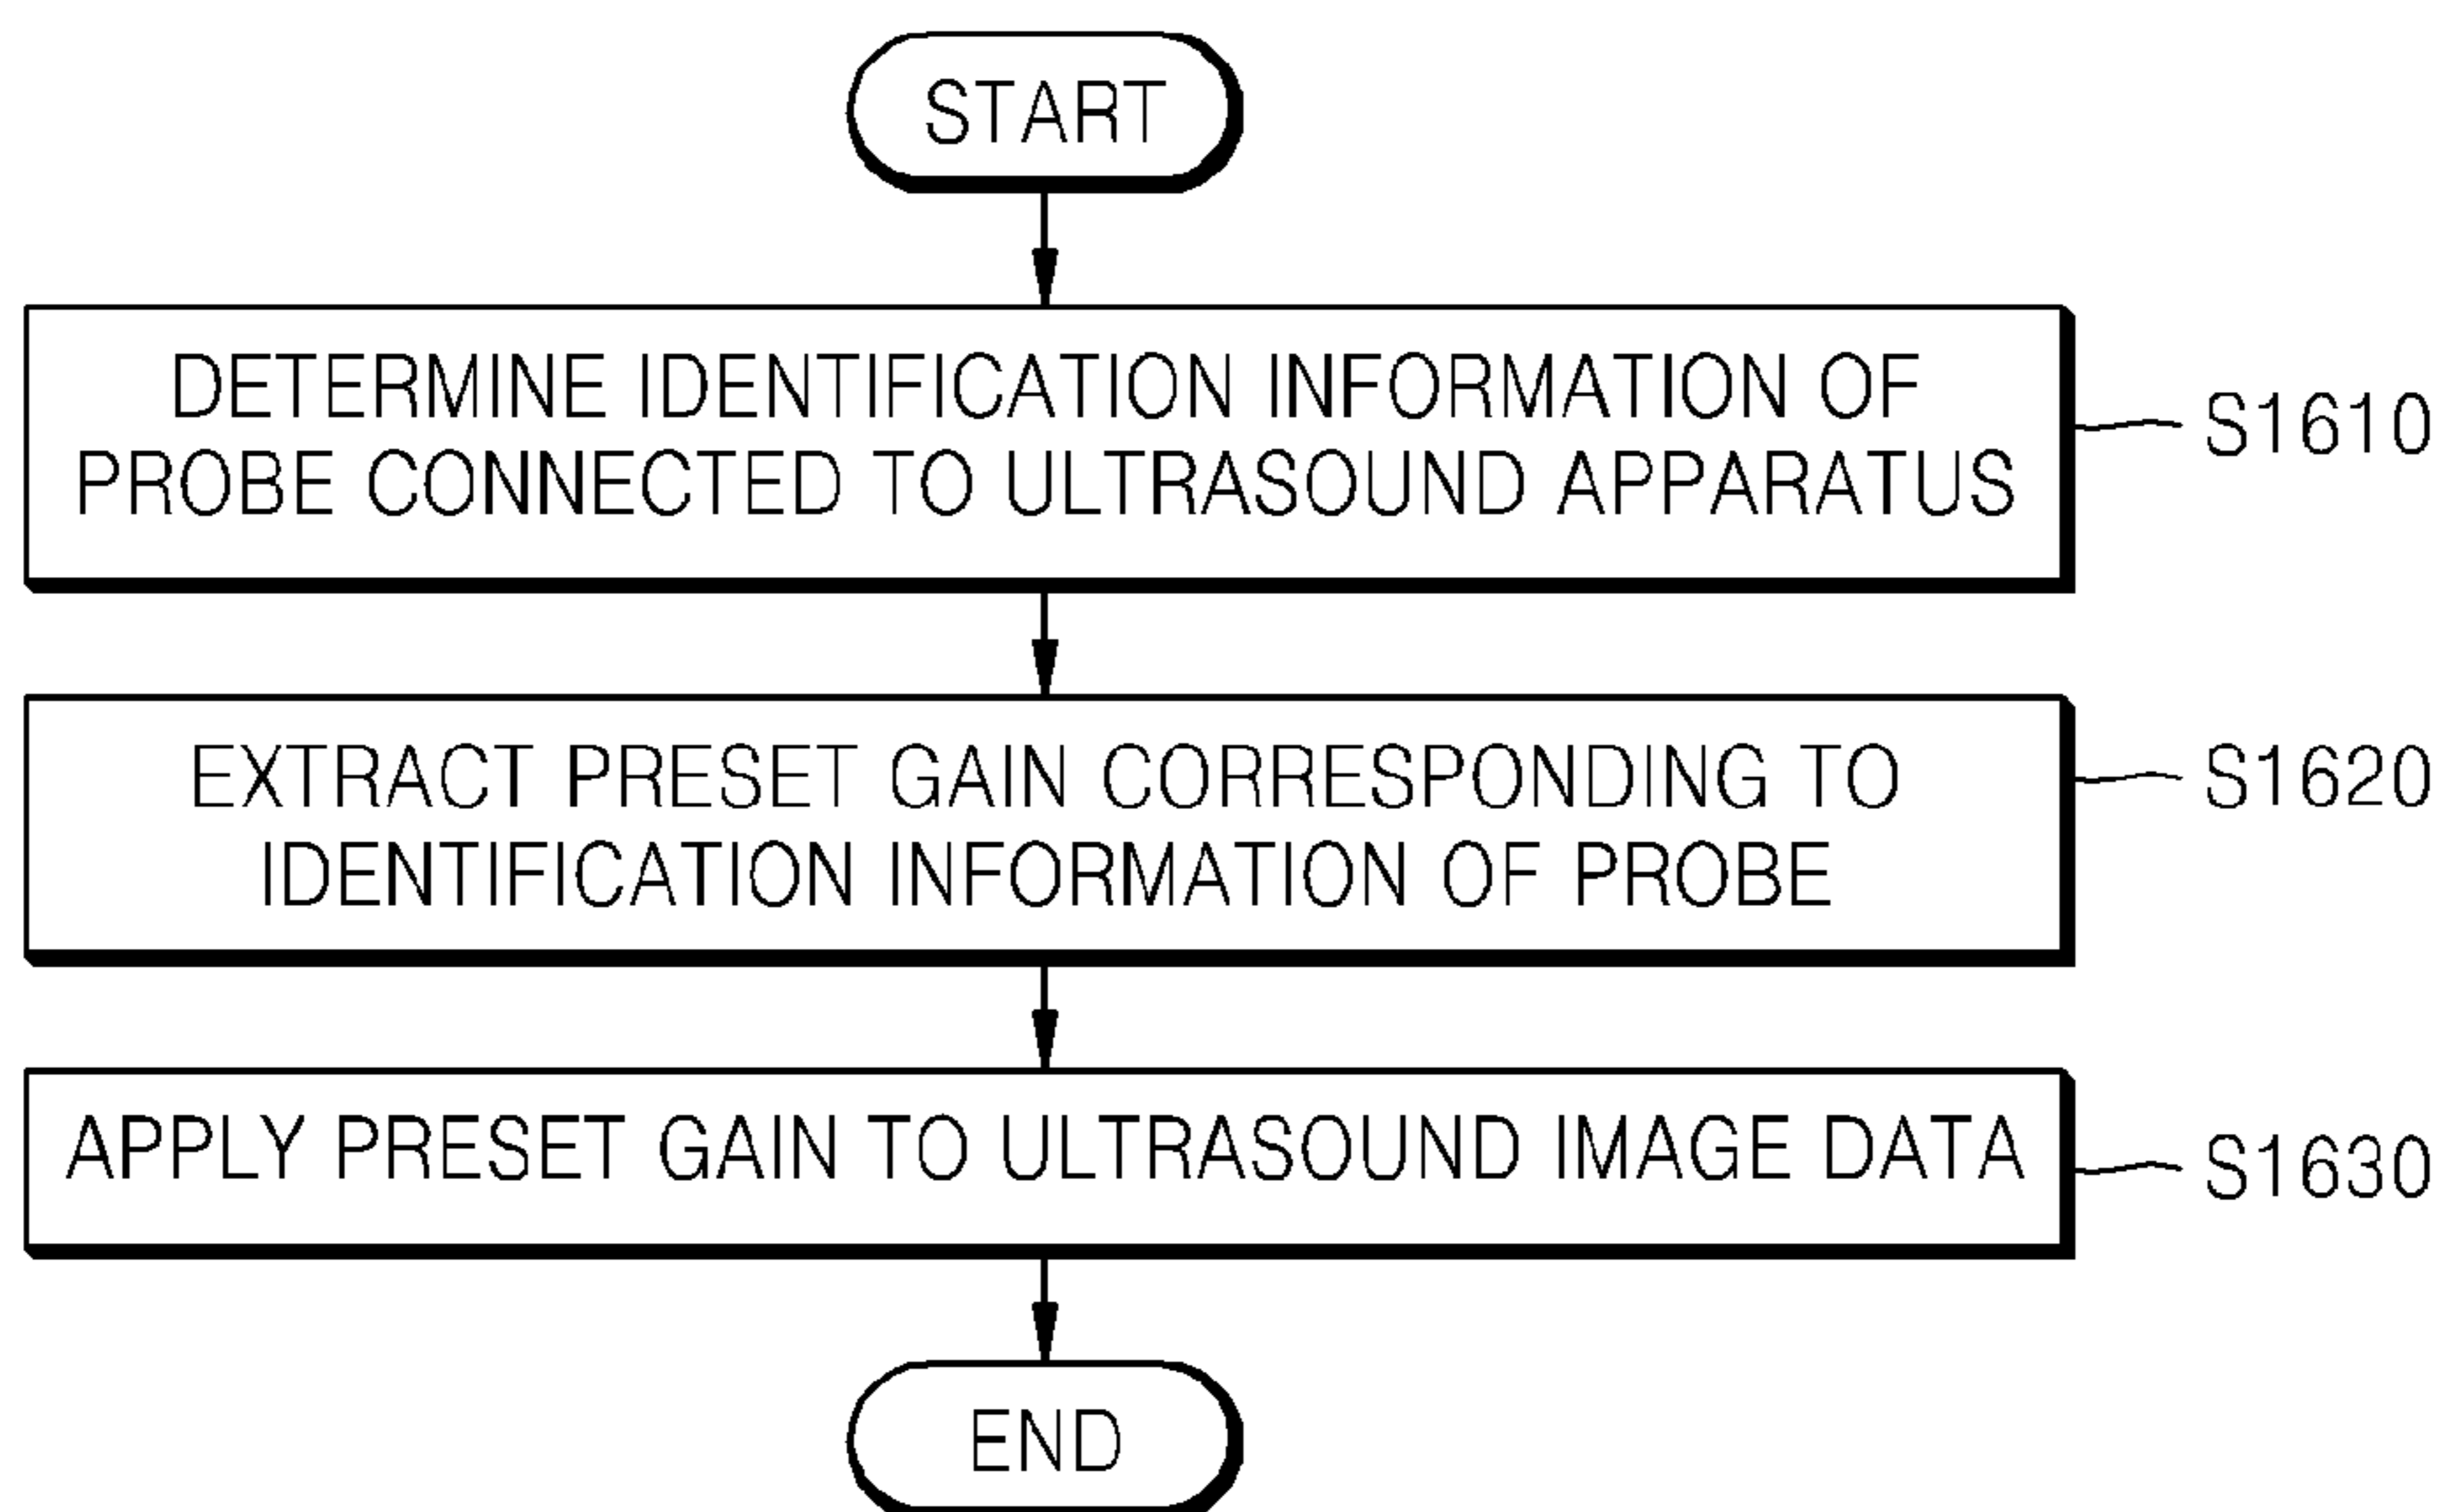 START
DETERMINE IDENTIFICATION INFORMATION OF
PROBE CONNECTED TO ULTRASOUND APPARATUS
S1610
EXTRACT PRESET GAIN CORRESPONDING TO
IDENTIFICATION INFORMATION OF PROBE
S1620
APPLY PRESET GAIN TO ULTRASOUND IMAGE DATA
S1630
END